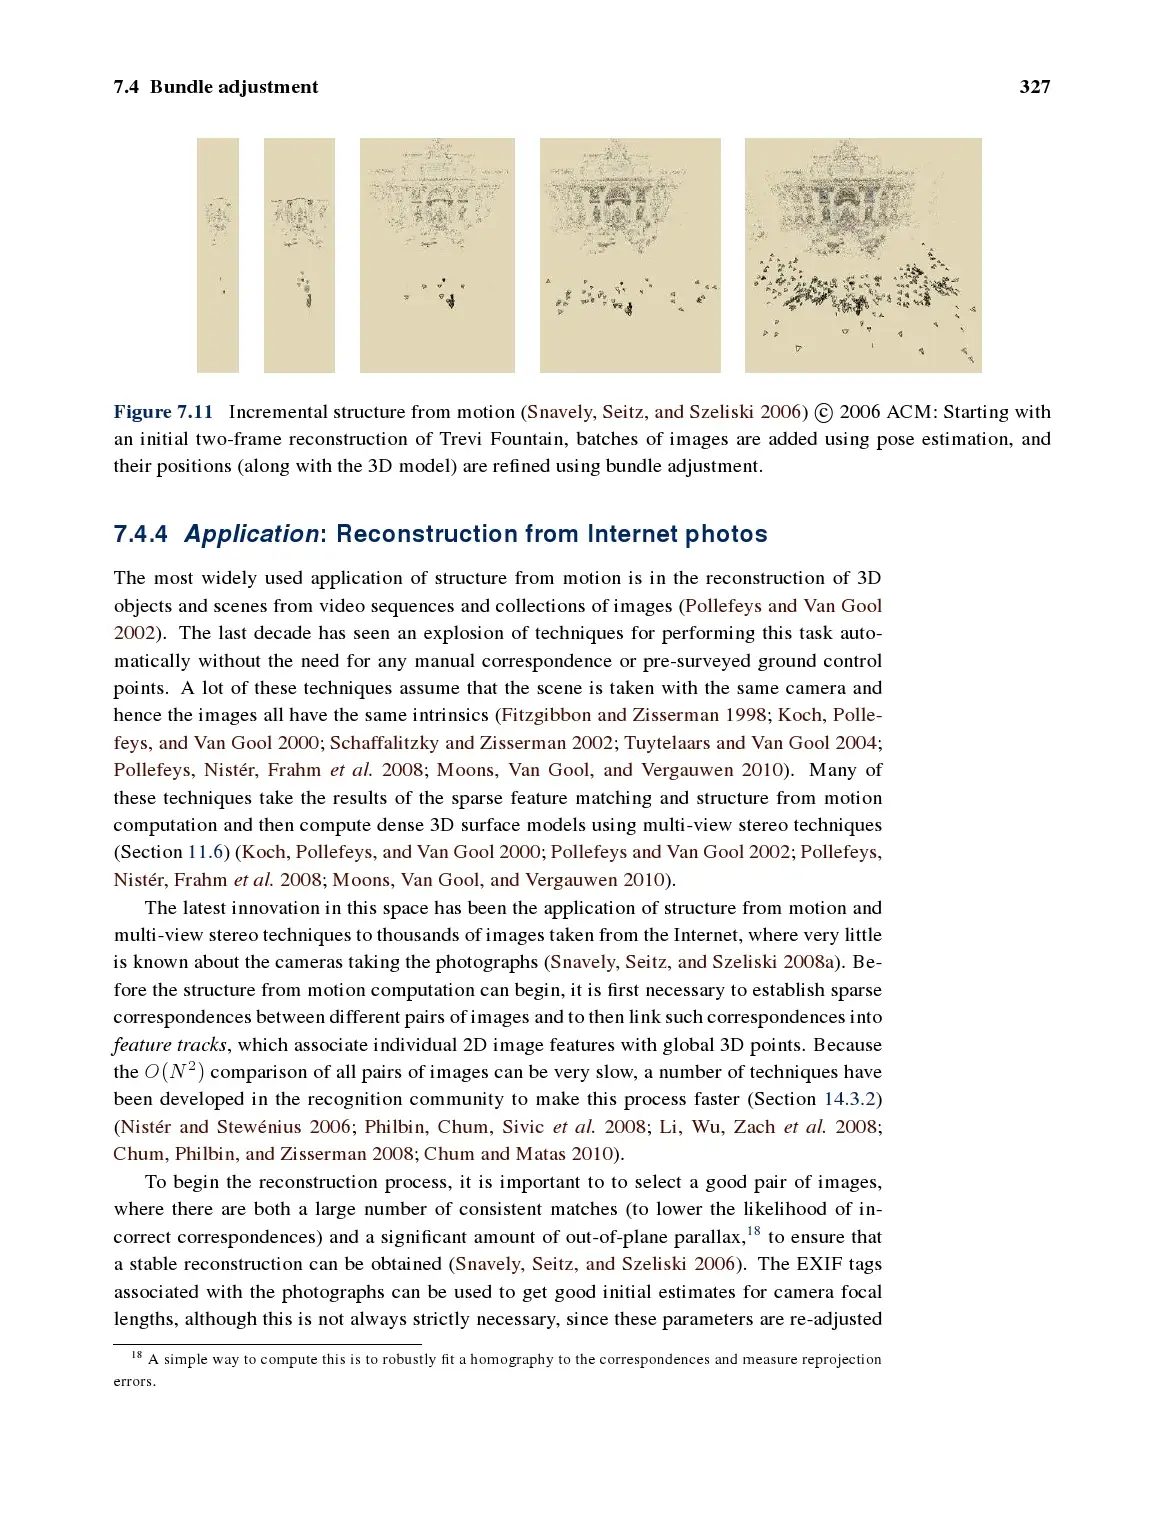 7.4 Bundle adjustment 327
Figure 7.11 Incremental structure from motion (Snavely, Seitz, and Szeliski 2006) © 2006 ACM: Starting with
an initial two-frame reconstruction of Trevi Fountain, batches of images are added using pose estimation, and
their positions (along with the 3D model) are refined using bundle adjustment.
7.4.4 Application: Reconstruction from Internet photos
The most widely used application of structure from motion is in the reconstruction of 3D
objects and scenes from video sequences and collections of images (Pollefeys and Van Gool
2002). The last decade has seen an explosion of techniques for performing this task auto-
matically without the need for any manual correspondence or pre-surveyed ground control
points. A lot of these techniques assume that the scene is taken with the same camera and
hence the images all have the same intrinsics (Fitzgibbon and Zisserman 1998; Koch, Polle-
feys, and Van Gool 2000; Schaffalitzky and Zisserman 2002; Tuytelaars and Van Gool 2004;
Pollefeys, Nistér, Frahm et al. 2008; Moons, Van Gool, and Vergauwen 2010). Many of
these techniques take the results of the sparse feature matching and structure from motion
computation and then compute dense 3D surface models using multi-view stereo techniques
(Section 11.6) (Koch, Pollefeys, and Van Gool 2000; Pollefeys and Van Gool 2002; Pollefeys,
Nistér, Frahm et al. 2008; Moons, Van Gool, and Vergauwen 2010).
The latest innovation in this space has been the application of structure from motion and
multi-view stereo techniques to thousands of images taken from the Internet, where very little
is known about the cameras taking the photographs (Snavely, Seitz, and Szeliski 2008a). Be-
fore the structure from motion computation can begin, it is first necessary to establish sparse
correspondences between different pairs of images and to then link such correspondences into
feature tracks, which associate individual 2D image features with global 3D points. Because
the O(N²) comparison of all pairs of images can be very slow, a number of techniques have
been developed in the recognition community to make this process faster (Section 14.3.2)
(Nistér and Stewénius 2006; Philbin, Chum, Sivic et al. 2008; Li, Wu, Zach et al. 2008;
Chum, Philbin, and Zisserman 2008; Chum and Matas 2010).
To begin the reconstruction process, it is important to to select a good pair of images,
where there are both a large number of consistent matches (to lower the likelihood of in-
correct correspondences) and a significant amount of out-of-plane parallax,¹⁸ to ensure that
a stable reconstruction can be obtained (Snavely, Seitz, and Szeliski 2006). The EXIF tags
associated with the photographs can be used to get good initial estimates for camera focal
lengths, although this is not always strictly necessary, since these parameters are re-adjusted
¹⁸ A simple way to compute this is to robustly fit a homography to the correspondences and measure reprojection
errors.